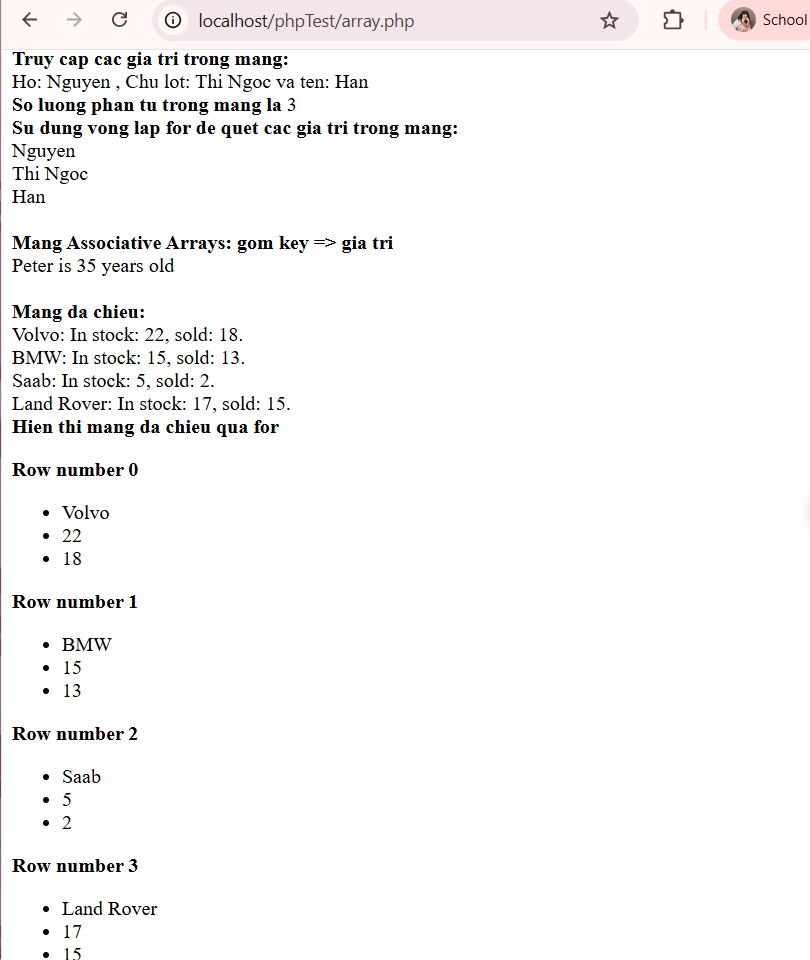 localhost/phpTest/array.php
School
Truy cap cac gia tri trong mang:
Ho: Nguyen , Chu lot: Thi Ngoc va ten: Han
So luong phan tu trong mang la 3
Su dung vong lap for de quet cac gia tri trong mang:
Nguyen
Thi Ngoc
Han
Mang Associative Arrays: gom key => gia tri
Peter is 35 years old
Mang da chieu:
Volvo: In stock: 22, sold: 18.
BMW: In stock: 15, sold: 13.
Saab: In stock: 5, sold: 2.
Land Rover: In stock: 17, sold: 15.
Hien thi mang da chieu qua for
Row number 0
• Volvo
• 22
• 18
Row number 1
• BMW
• 15
• 13
Row number 2
• Saab
• 5
• 2
Row number 3
• Land Rover
• 17
• 15